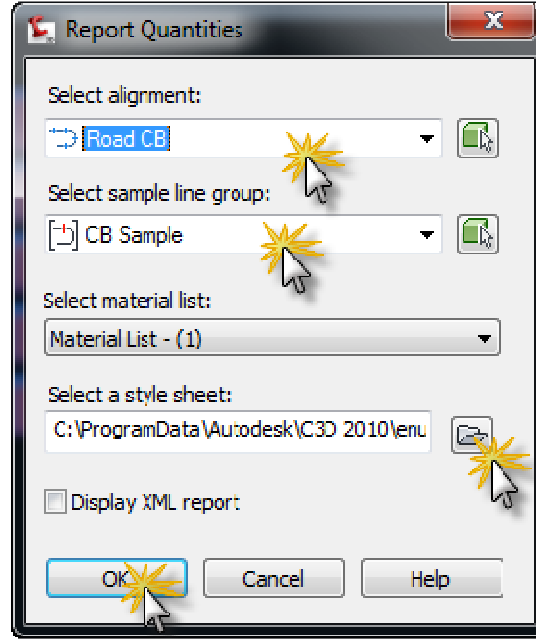 Report Quantities
Select alignment:
Road CB
Select sample line group:
CB Sample
Select material list:
Material List - (1)
Select a style sheet:
C:\ProgramData\Autodesk\C3D 2010\enu
Display XML report
OK Cancel Help